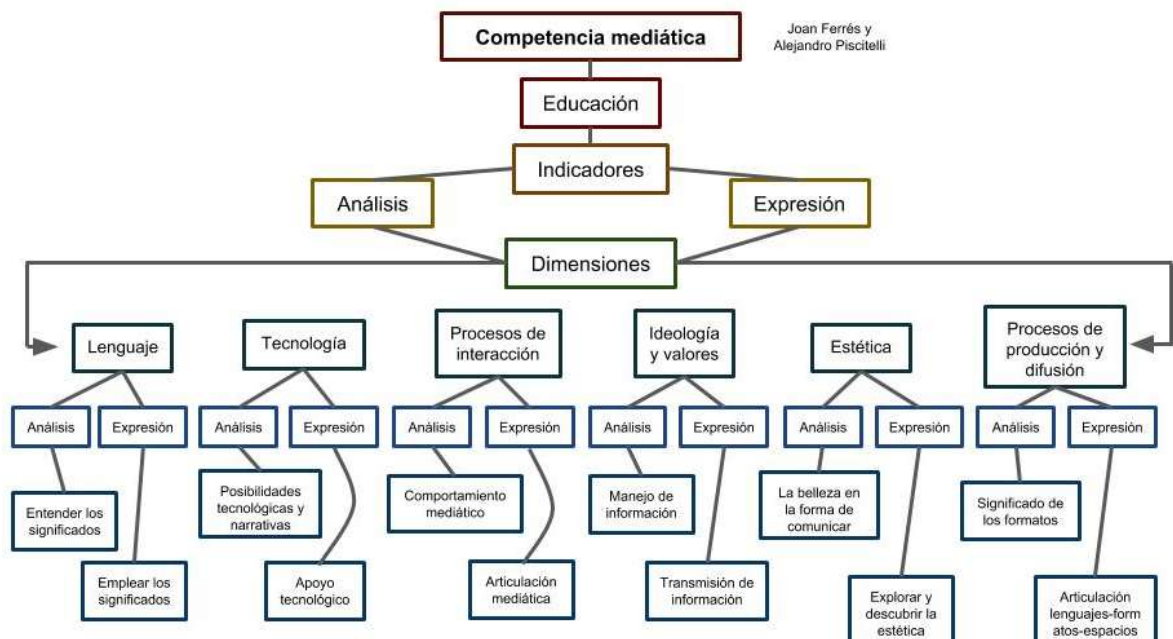 Competencia mediática
Joan Ferrés y
Alejandro Piscitelli
Educación
Indicadores
Análisis
Expresión
Dimensiones
Lenguaje
Tecnología
Procesos de
interacción
Ideología
y valores
Estética
Procesos de
producción y
difusión
Análisis
Expresión
Análisis
Expresión
Análisis
Expresión
Análisis
Expresión
Análisis
Expresión
Análisis
Expresión
Entender los
significados
Posibilidades
tecnológicas y
narrativas
Comportamiento
mediático
Manejo de
información
La belleza en
la forma de
comunicar
Significado de
los formatos
Emplear los
significados
Apoyo
tecnológico
Articulación
mediática
Transmisión de
información
Explorar y
descubrir la
estética
Articulación
lenguajes-form
atos-espacios